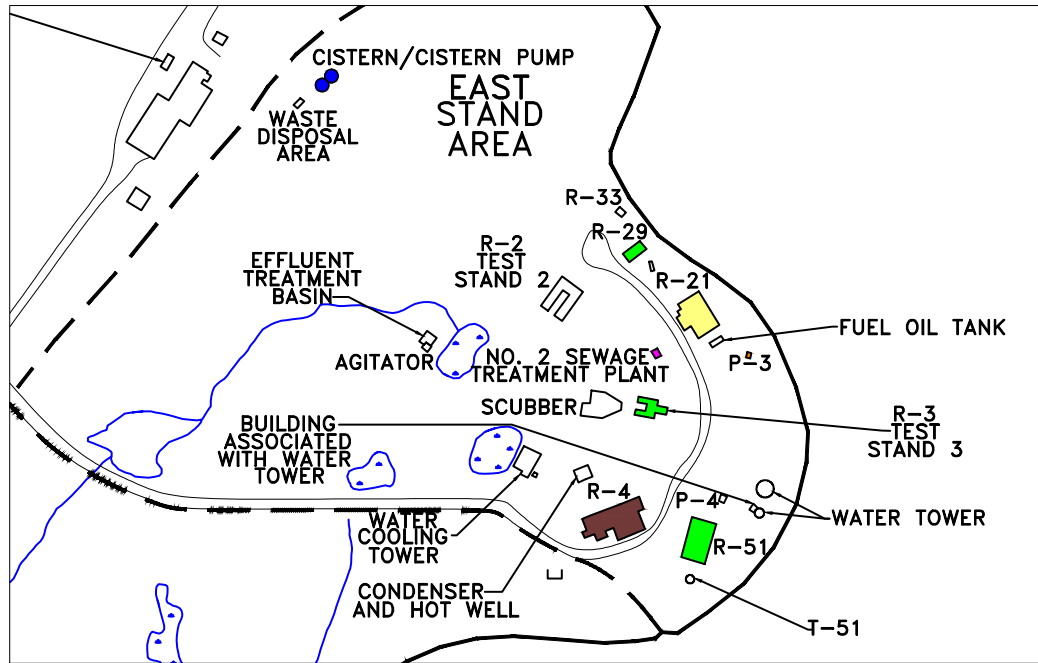 CISTERN/CISTERN PUMP
EAST
STAND
AREA
WASTE
DISPOSAL
AREA
R-33
R-29
R-2
TEST
STAND 2
R-21
EFFLUENT
TREATMENT
BASIN
FUEL OIL TANK
AGITATOR
NO. 2 SEWAGE
TREATMENT PLANT
P-3
SCUBBER
R-3
TEST
STAND 3
BUILDING
ASSOCIATED
WITH WATER
TOWER
R-4
P-4
WATER TOWER
WATER
COOLING
TOWER
R-51
CONDENSER
AND HOT WELL
T-51